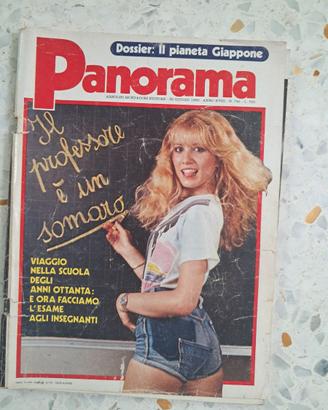 Dossier: Il pianeta Giappone
Panorama
Il
professore
è un
somaro
VIAGGIO
NELLA SCUOLA
DEGLI
ANNI OTTANTA:
E ORA FACCIAMO
L'ESAME
AGLI INSEGNANTI